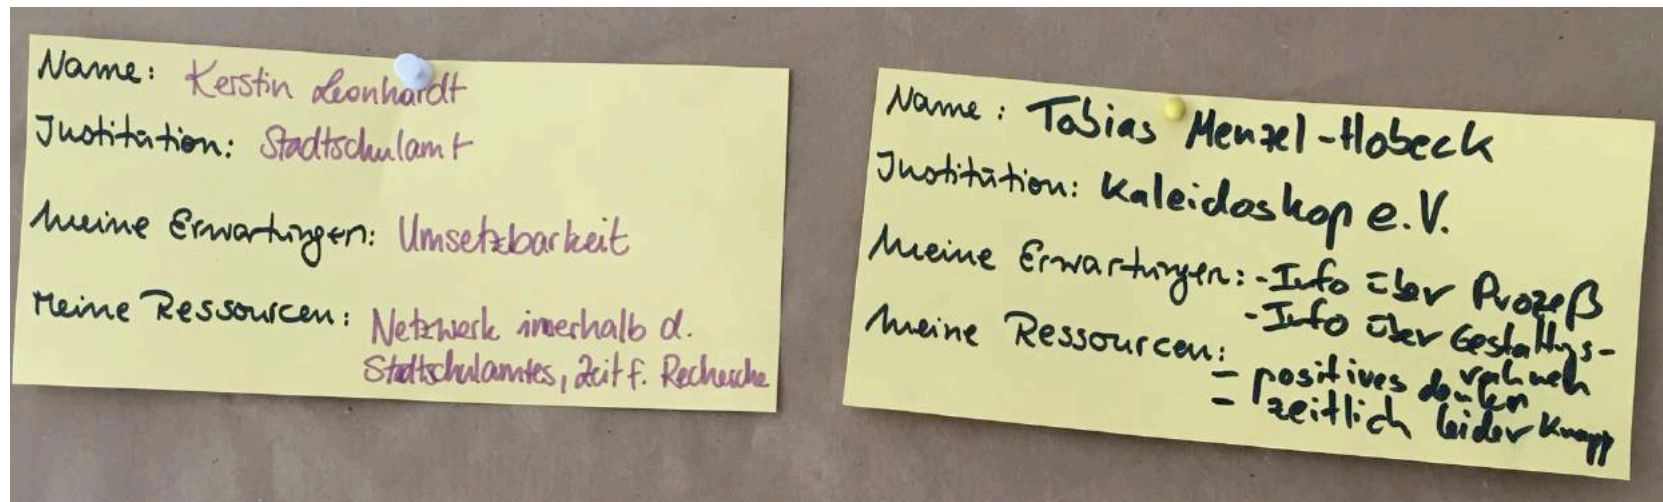 Name: Kerstin Leonhardt
Institution: Stadtschulamt
Meine Erwartungen: Umsetzbarkeit
Meine Ressourcen: Netzwerk innerhalb d.
Stadtschulamtes, Zeit f. Recherche
Name: Tobias Menzel-Hobeck
Institution: Kaleidoskop e.V.
Meine Erwartungen: - Info über Prozeß
- Info über Gestaltungs-
rahmen
Meine Ressourcen:
- positives denken
- zeitlich leider knapp